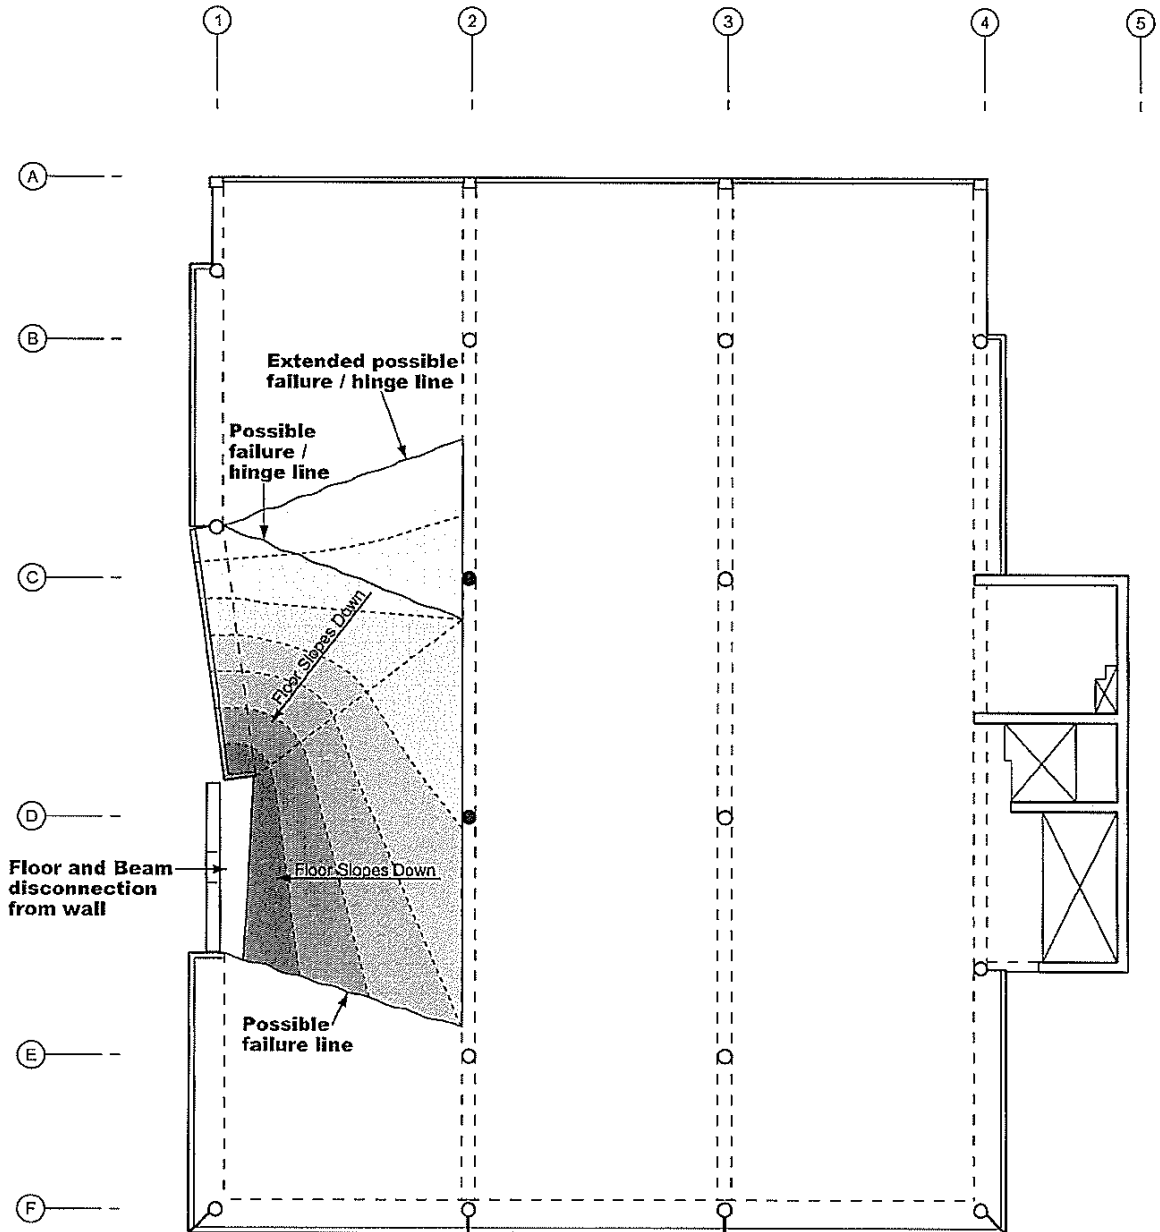 1
2
3
4
5
A
B
Extended possible
failure / hinge line
Possible
failure /
hinge line
C
Floor Slopes Down
D
Floor and Beam
disconnection
from wall
Floor Slopes Down
Possible
failure line
E
F